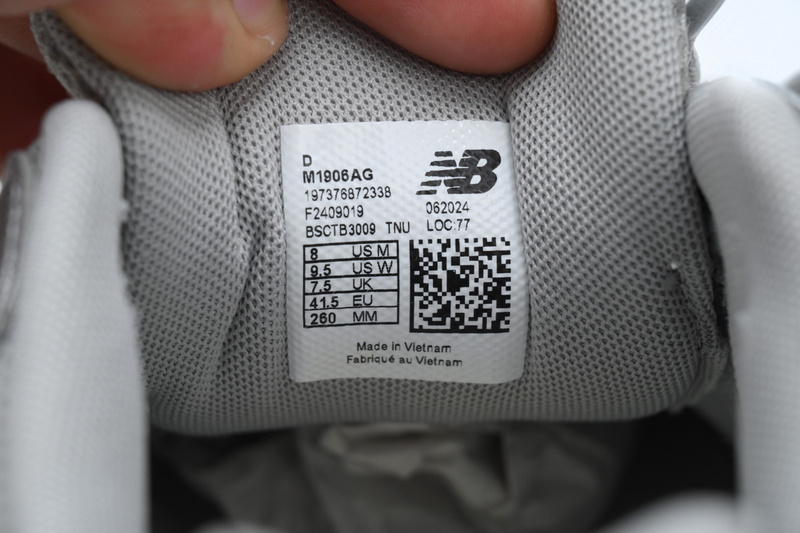 D
M1906AG
197376872338
F2409019
BSCTB3009 TNU
NB
062024
LOC:77
8 US M
9.5 US W
7.5 UK
41.5 EU
260 MM
Made in Vietnam
Fabriqué au Vietnam